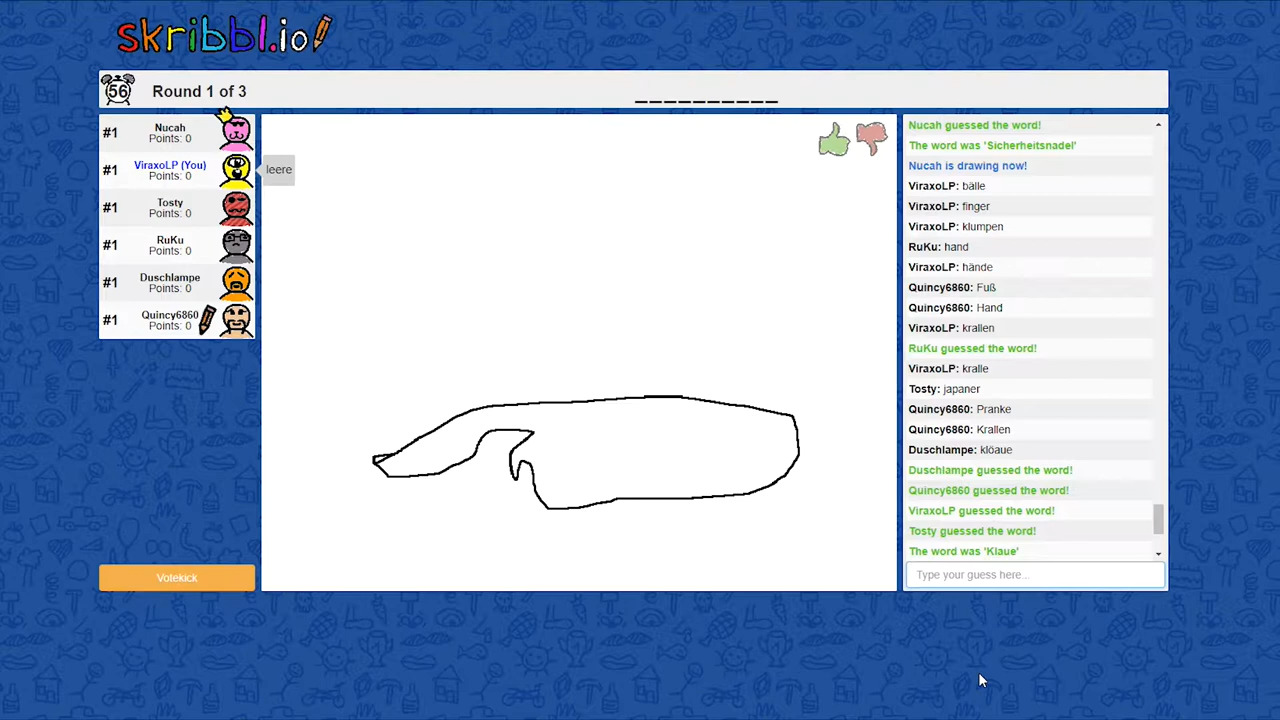 skribbl.io!
56
Round 1 of 3
__________
#1
Nucah
Points: 0
#1
ViraxoLP (You)
Points: 0
leere
#1
Tosty
Points: 0
#1
RuKu
Points: 0
#1
Duschlampe
Points: 0
#1
Quincy6860
Points: 0
Votekick
Nucah guessed the word!
The word was 'Sicherheitsnadel'
Nucah is drawing now!
ViraxoLP: bälle
ViraxoLP: finger
ViraxoLP: klumpen
RuKu: hand
ViraxoLP: hände
Quincy6860: Fuß
Quincy6860: Hand
ViraxoLP: krallen
RuKu guessed the word!
ViraxoLP: kralle
Tosty: japaner
Quincy6860: Pranke
Quincy6860: Krallen
Duschlampe: klöaue
Duschlampe guessed the word!
Quincy6860 guessed the word!
ViraxoLP guessed the word!
Tosty guessed the word!
The word was 'Klaue'
Type your guess here...